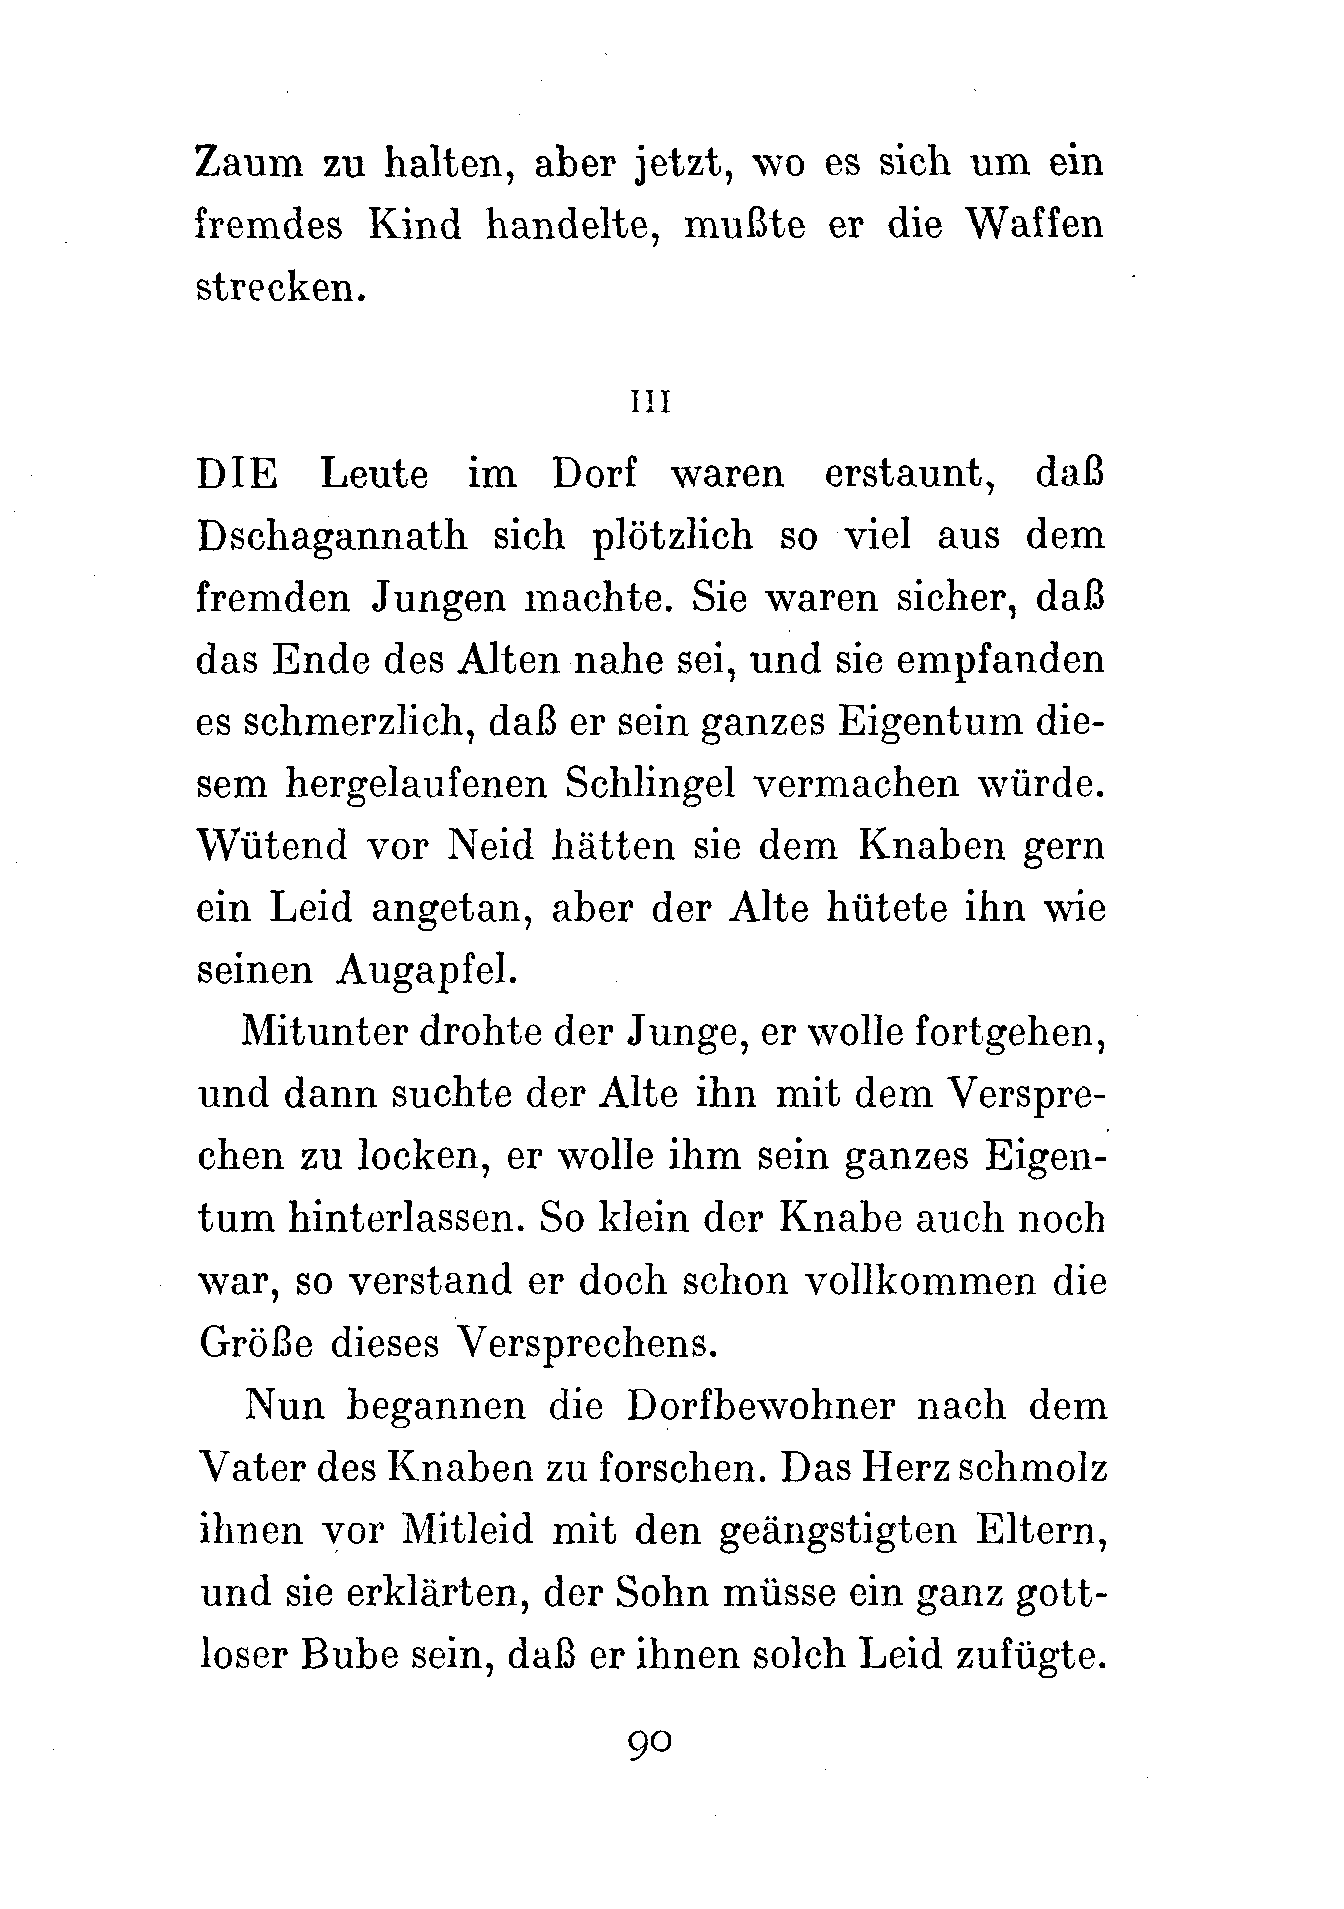 Zaum zu halten, aber jetzt, wo es sich um ein
fremdes Kind handelte, mußte er die Waffen
strecken.
III
DIE Leute im Dorf waren erstaunt, daß
Dschagannath sich plötzlich so viel aus dem
fremden Jungen machte. Sie waren sicher, daß
das Ende des Alten nahe sei, und sie empfanden
es schmerzlich, daß er sein ganzes Eigentum die-
sem hergelaufenen Schlingel vermachen würde.
Wütend vor Neid hätten sie dem Knaben gern
ein Leid angetan, aber der Alte hütete ihn wie
seinen Augapfel.
Mitunter drohte der Junge, er wolle fortgehen,
und dann suchte der Alte ihn mit dem Verspre-
chen zu locken, er wolle ihm sein ganzes Eigen-
tum hinterlassen. So klein der Knabe auch noch
war, so verstand er doch schon vollkommen die
Größe dieses Versprechens.
Nun begannen die Dorfbewohner nach dem
Vater des Knaben zu forschen. Das Herz schmolz
ihnen vor Mitleid mit den geängstigten Eltern,
und sie erklärten, der Sohn müsse ein ganz gott-
loser Bube sein, daß er ihnen solch Leid zufügte.
90